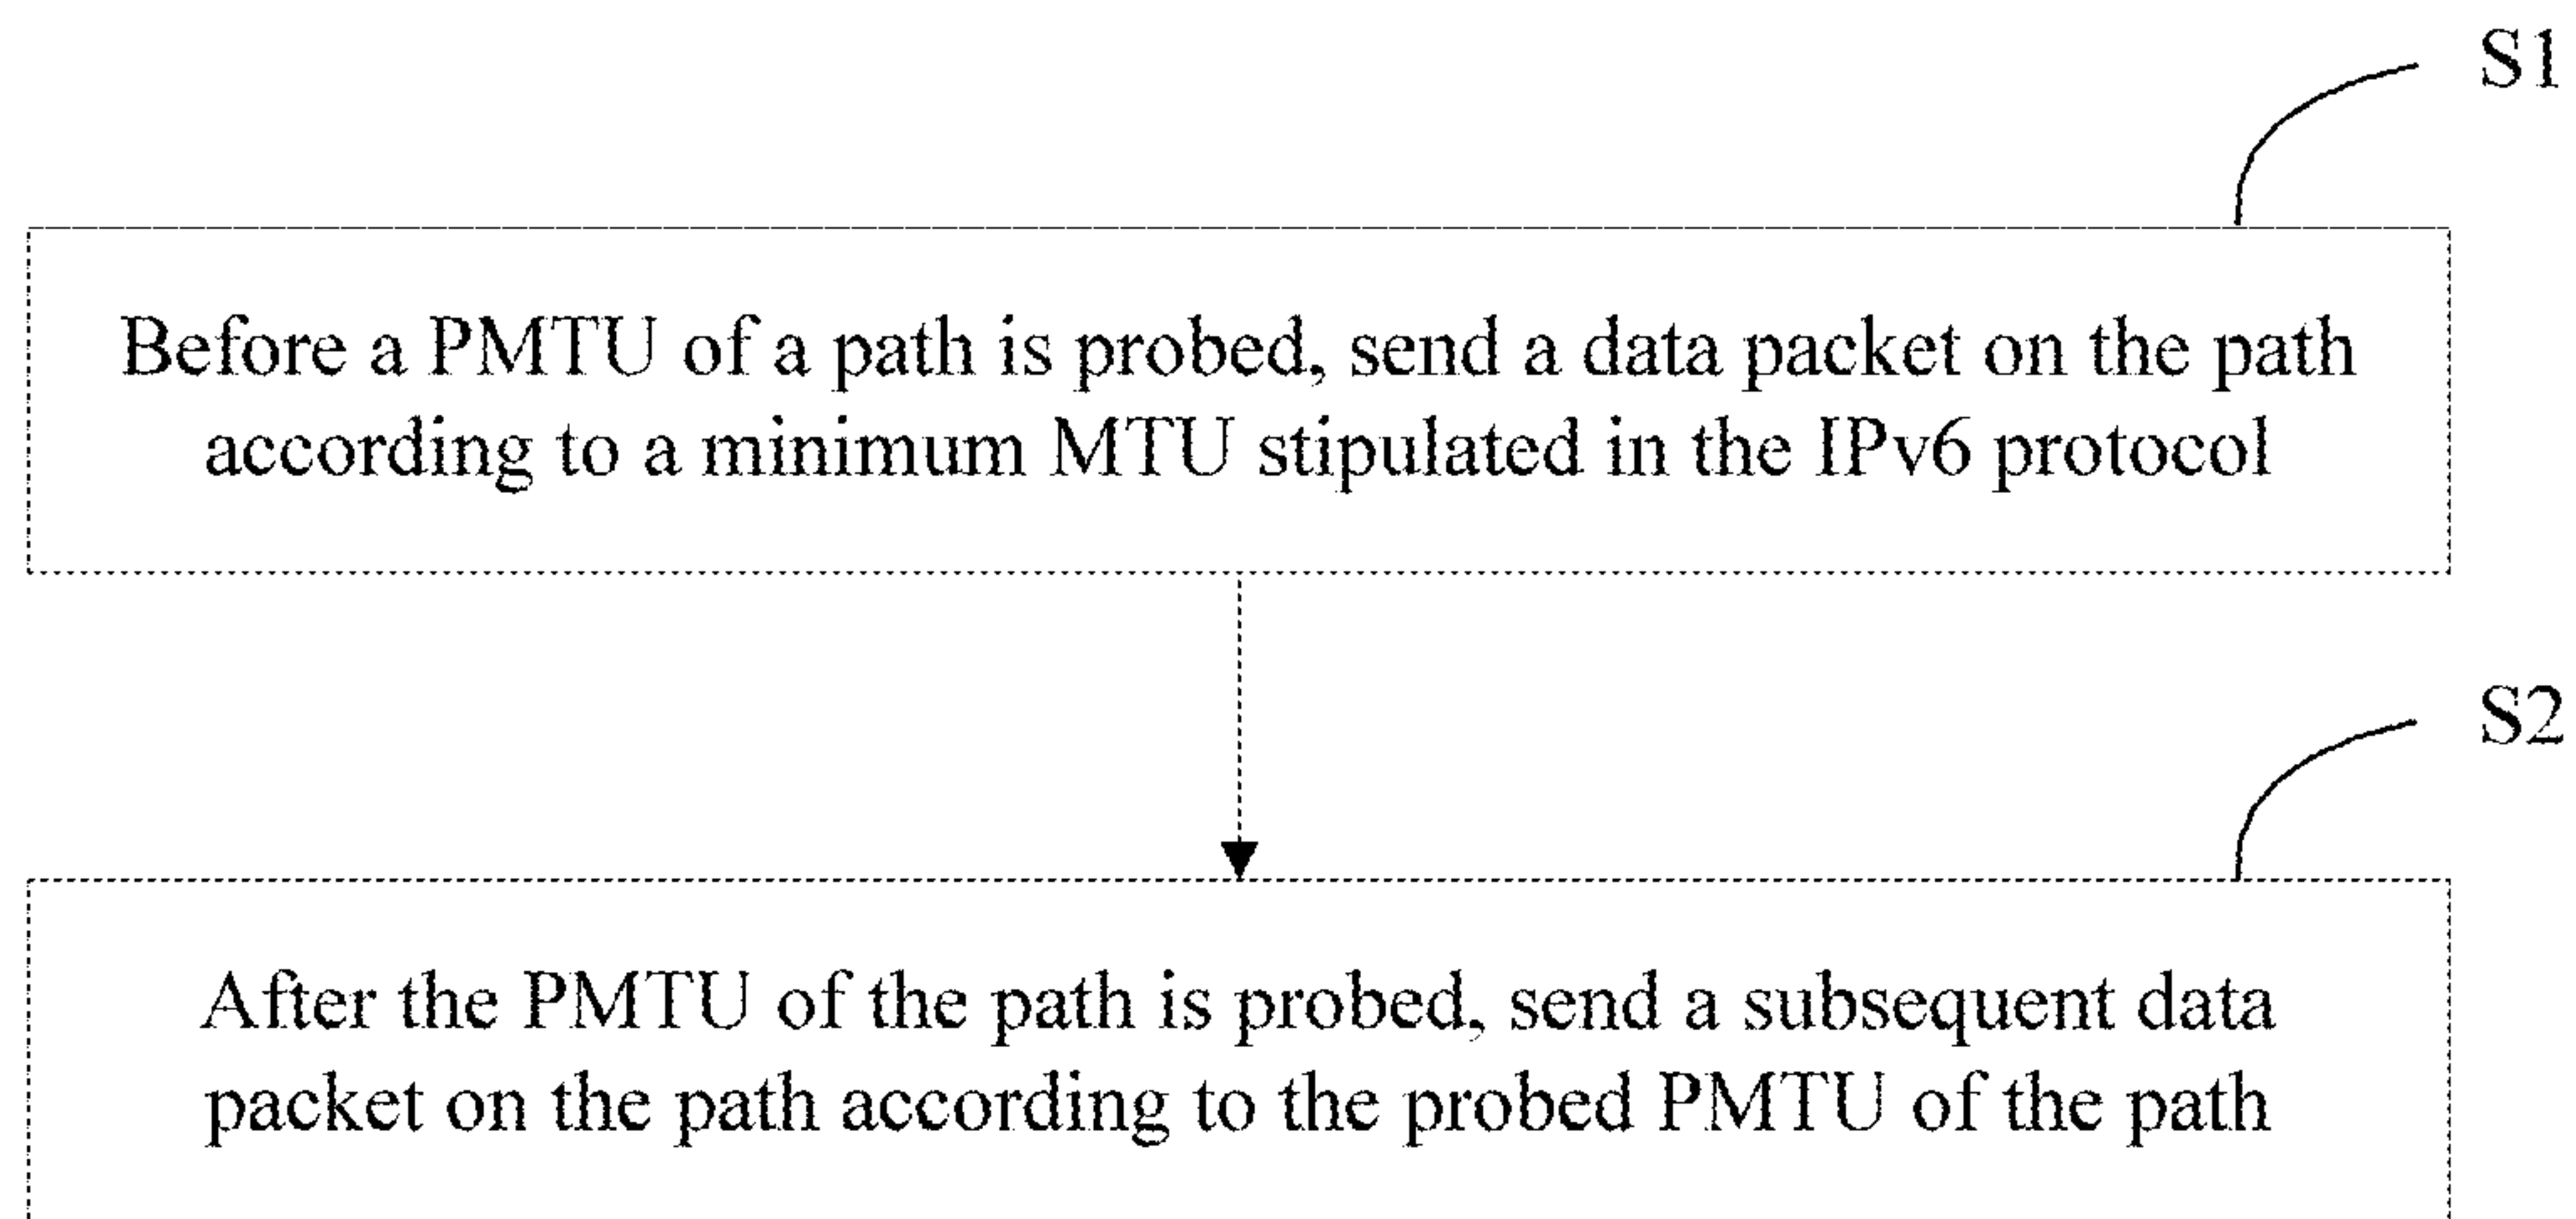 S1
Before a PMTU of a path is probed, send a data packet on the path
according to a minimum MTU stipulated in the IPv6 protocol
S2
After the PMTU of the path is probed, send a subsequent data
packet on the path according to the probed PMTU of the path